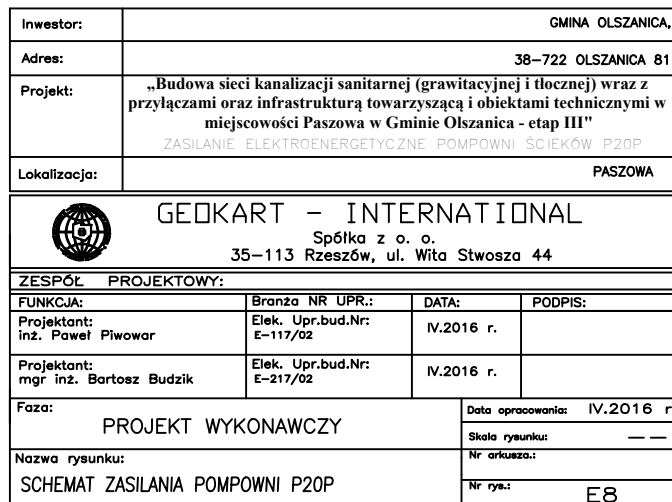 Inwestor: GMINA OLSZANICA,
Adres: 38-722 OLSZANICA 81
Projekt: „Budowa sieci kanalizacji sanitarnej (grawitacyjnej i tłocznej) wraz z
przyłączami oraz infrastrukturą towarzyszącą i obiektami technicznymi w
miejscowości Paszowa w Gminie Olszanica - etap III"
ZASILANIE ELEKTROENERGETYCZNE POMPOWNI ŚCIEKÓW P20P
Lokalizacja: PASZOWA
GEOKART - INTERNATIONAL
Spółka z o. o.
35-113 Rzeszów, ul. Wita Stwosza 44
ZESPÓŁ PROJEKTOWY:
FUNKCJA: Branża NR UPR.: DATA: PODPIS:
Projektant: Elek. Upr.bud.Nr: IV.2016 r.
inż. Paweł Piwowar E-117/02
Projektant: Elek. Upr.bud.Nr: IV.2016 r.
mgr inż. Bartosz Budzik E-217/02
Faza: Data opracowania: IV.2016 r
PROJEKT WYKONAWCZY
Skala rysunku: — —
Nazwa rysunku: Nr arkusza.:
SCHEMAT ZASILANIA POMPOWNI P20P Nr rys.: E8